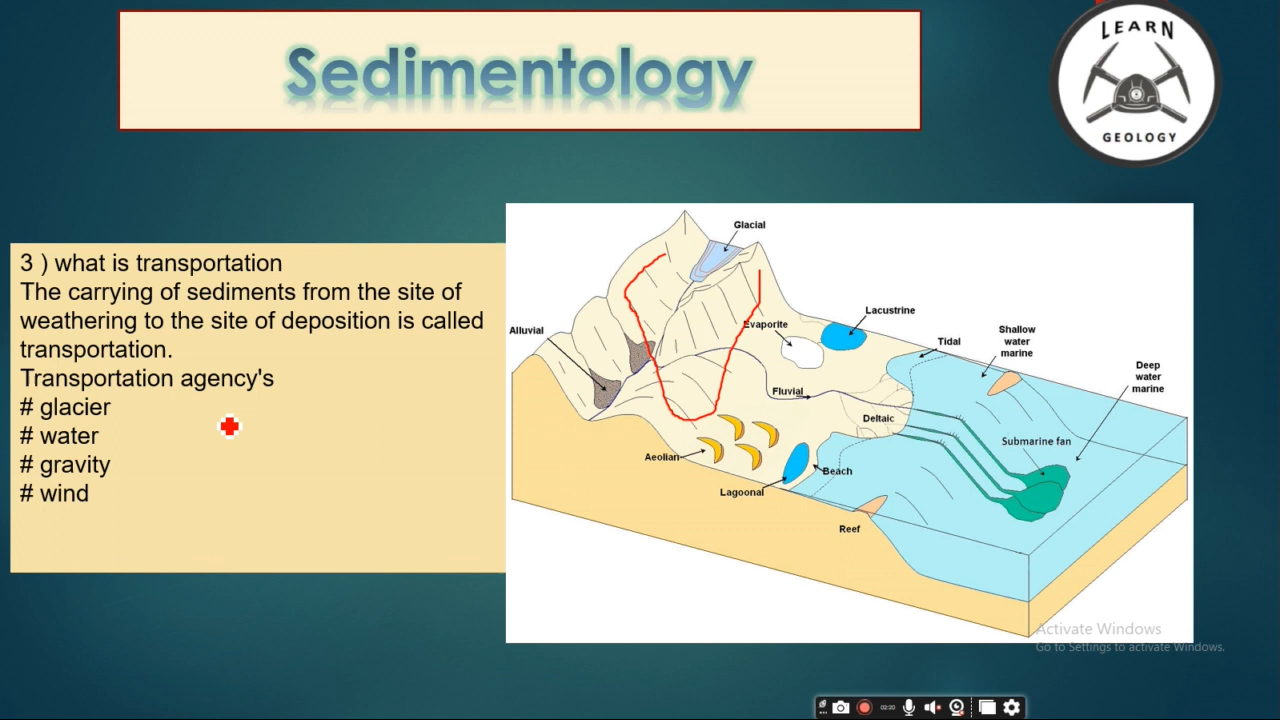 Sedimentology
LEARN
GEOLOGY
3 ) what is transportation
The carrying of sediments from the site of
weathering to the site of deposition is called
transportation.
Transportation agency's
# glacier
# water
# gravity
# wind
Glacial
Alluvial
Evaporite
Lacustrine
Tidal
Shallow
water
marine
Deep
water
marine
Fluvial
Deltaic
Submarine fan
Aeolian
Beach
Lagoonal
Reef
Activate Windows
Go to Settings to activate Windows.
02:20